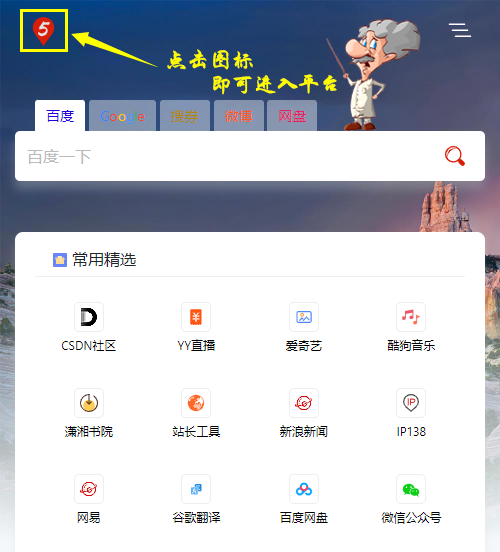 5
点击图标
即可进入平台
百度 Google 搜券 微博 网盘
百度一下
常用精选
CSDN社区 YY直播 爱奇艺 酷狗音乐
潇湘书院 站长工具 新浪新闻 IP138
网易 谷歌翻译 百度网盘 微信公众号